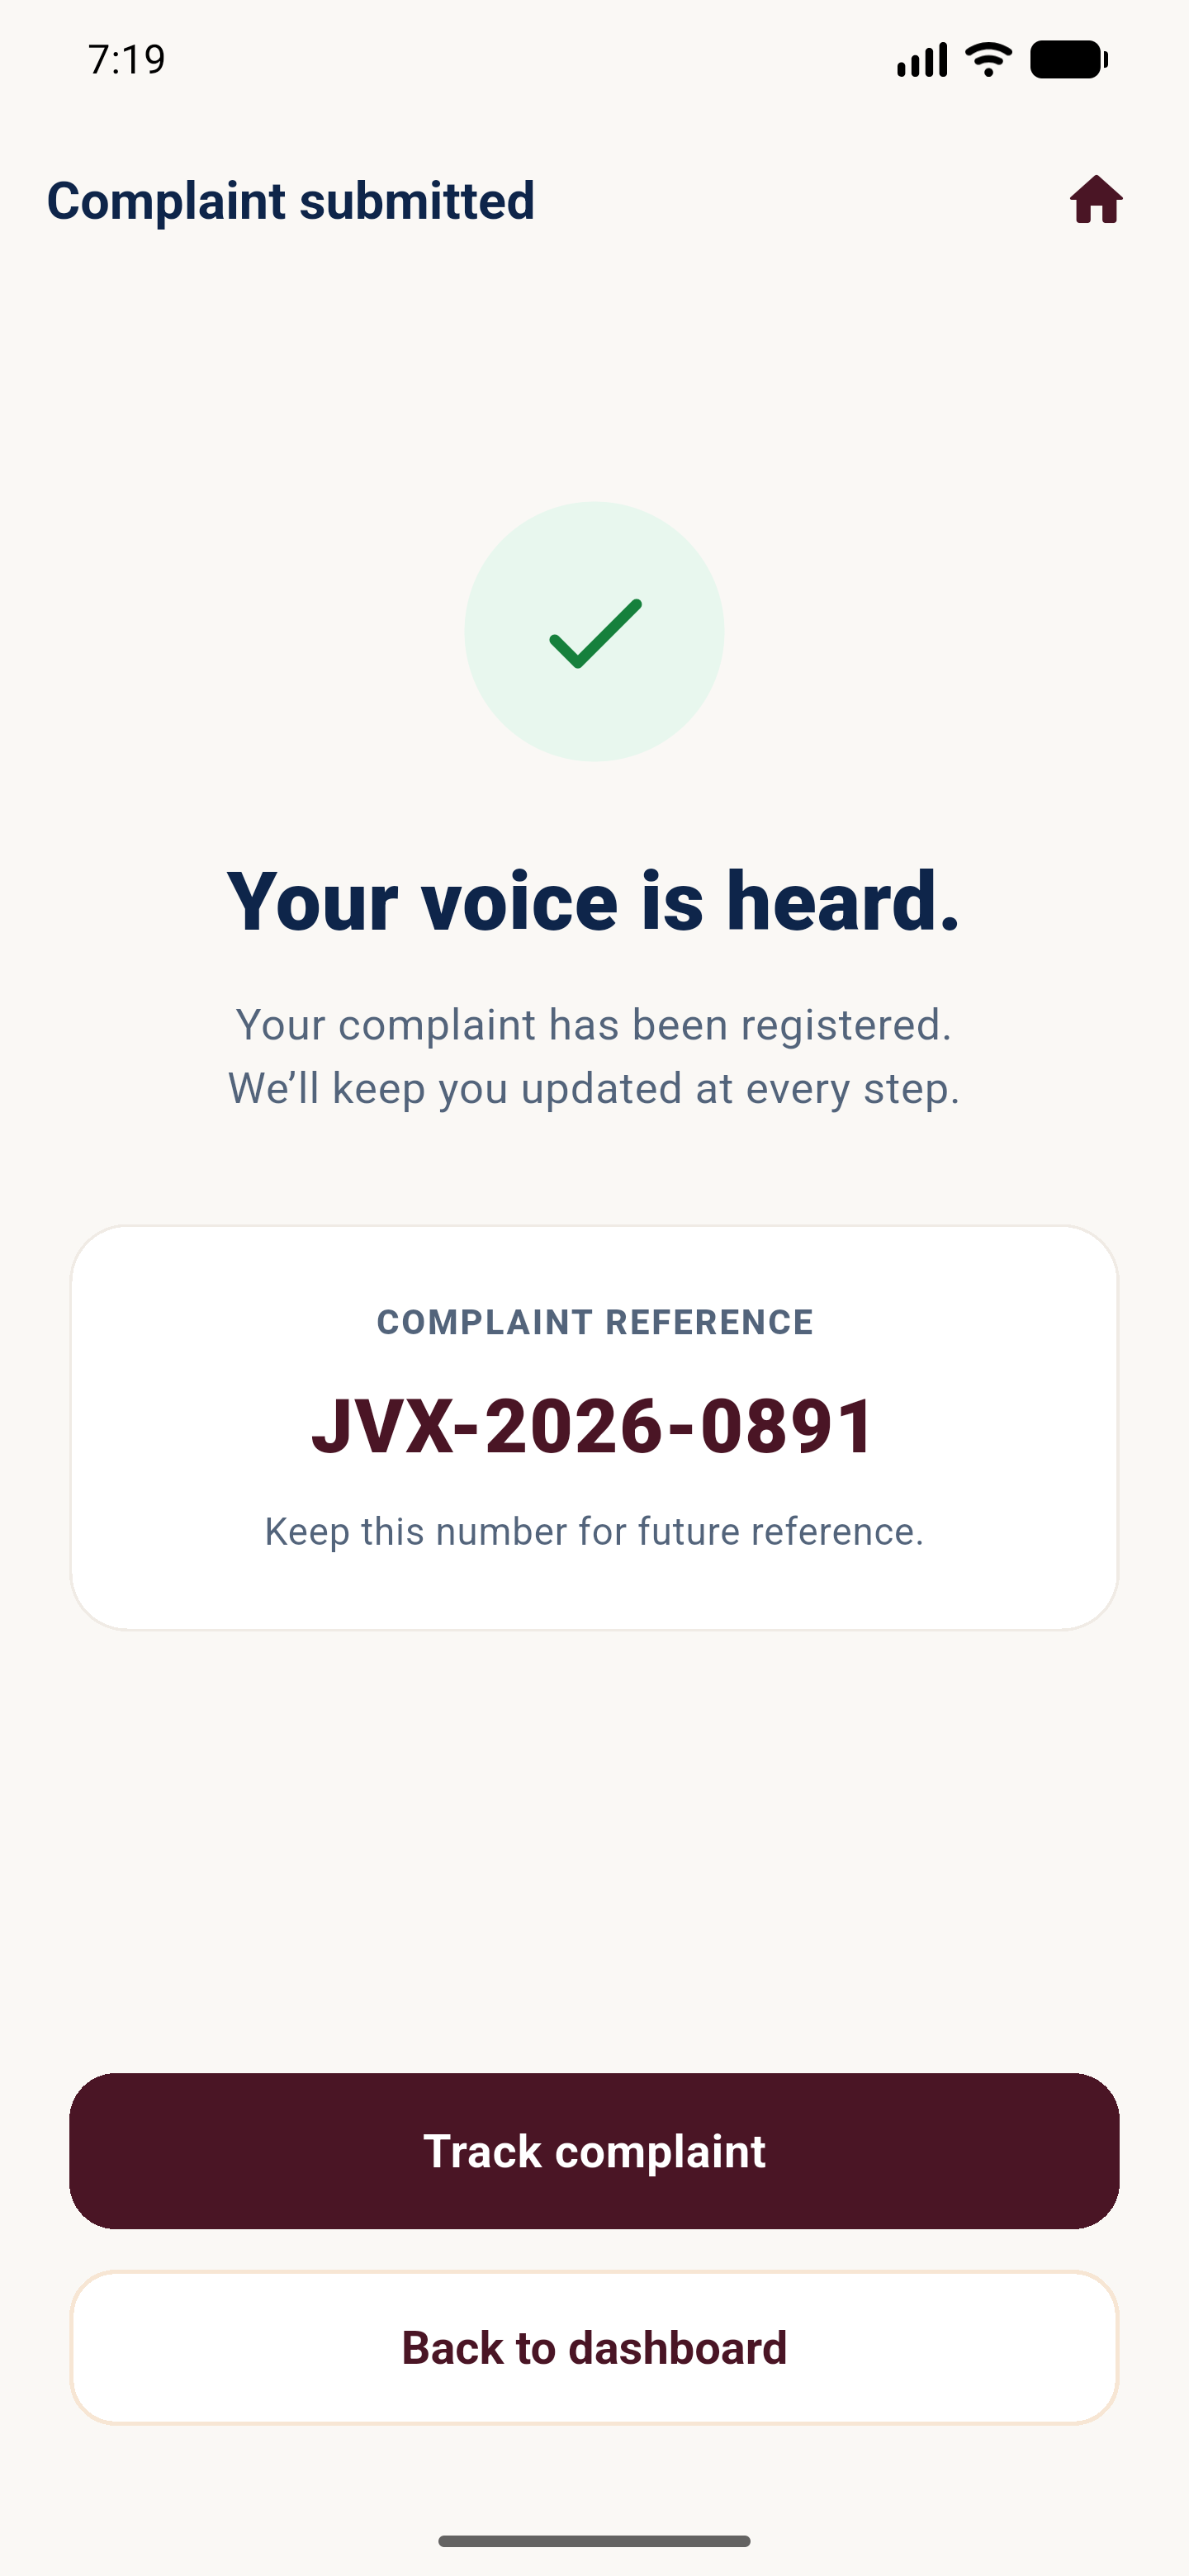 7:19
Complaint submitted
Your voice is heard.
Your complaint has been registered.
We’ll keep you updated at every step.
COMPLAINT REFERENCE
JVX-2026-0891
Keep this number for future reference.
Track complaint
Back to dashboard